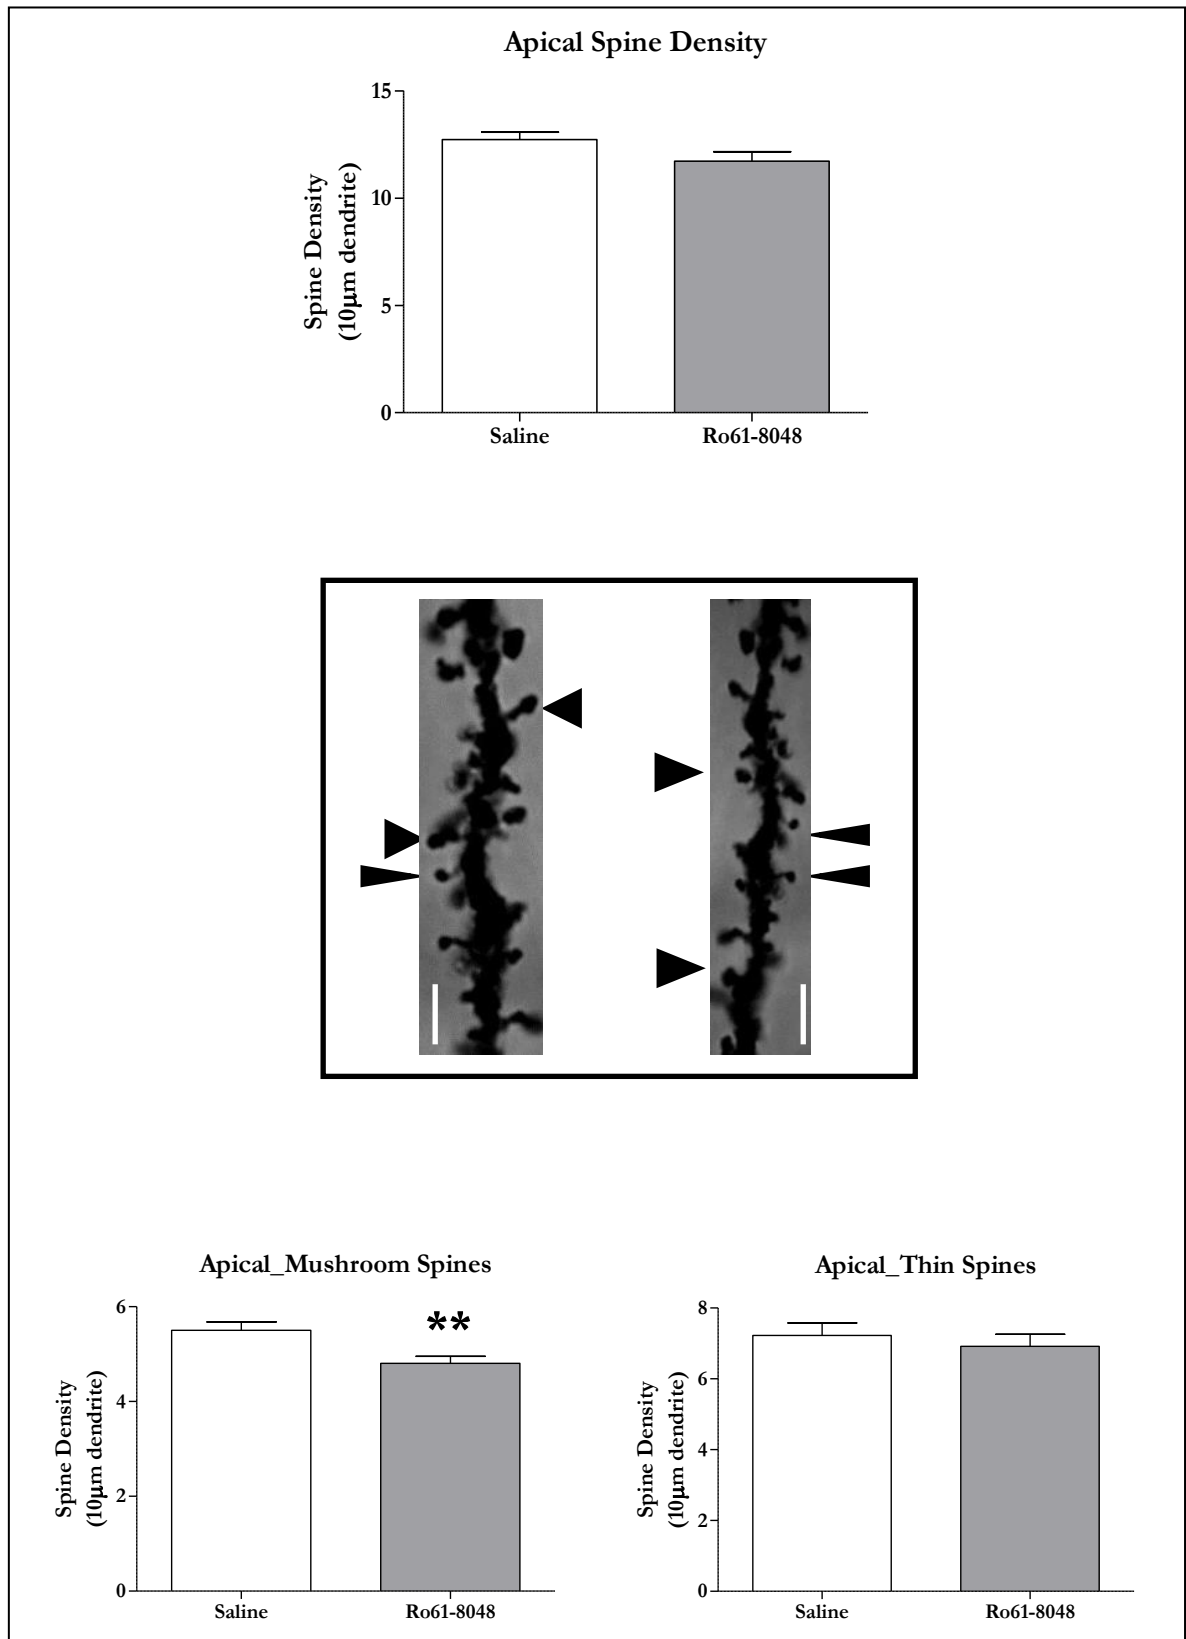 Apical Spine Density
15
10
5
0
Spine Density
(10µm dendrite)
Saline
Ro61-8048
Apical_Mushroom Spines
6
4
2
0
Spine Density
(10µm dendrite)
**
Saline
Ro61-8048
Apical_Thin Spines
8
6
4
2
0
Spine Density
(10µm dendrite)
Saline
Ro61-8048